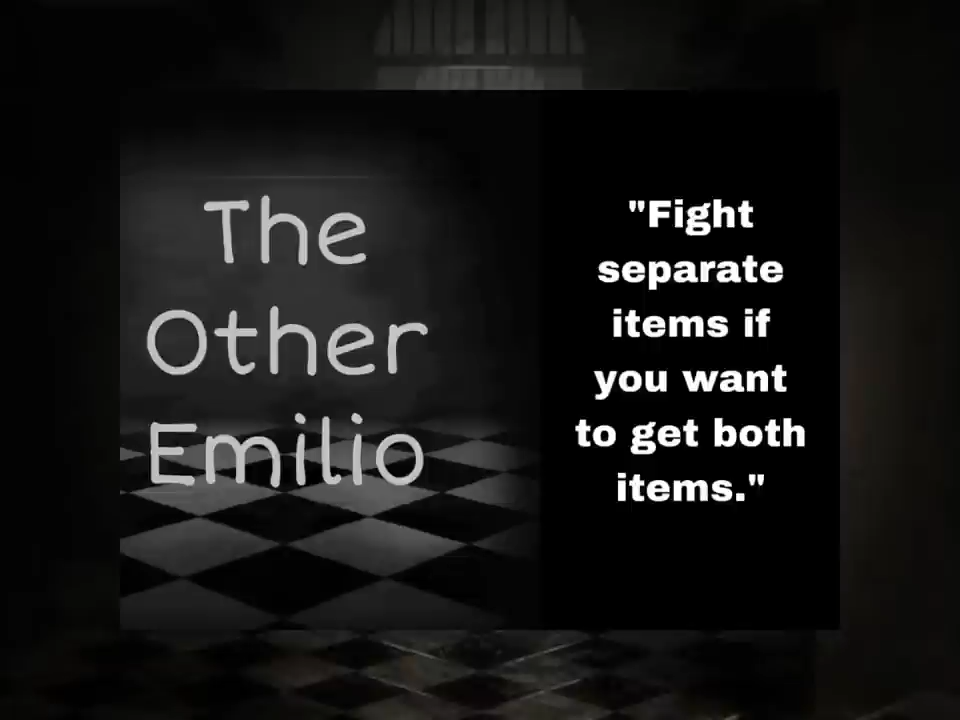 The
Other
Emilio
"Fight
separate
items if
you want
to get both
items."